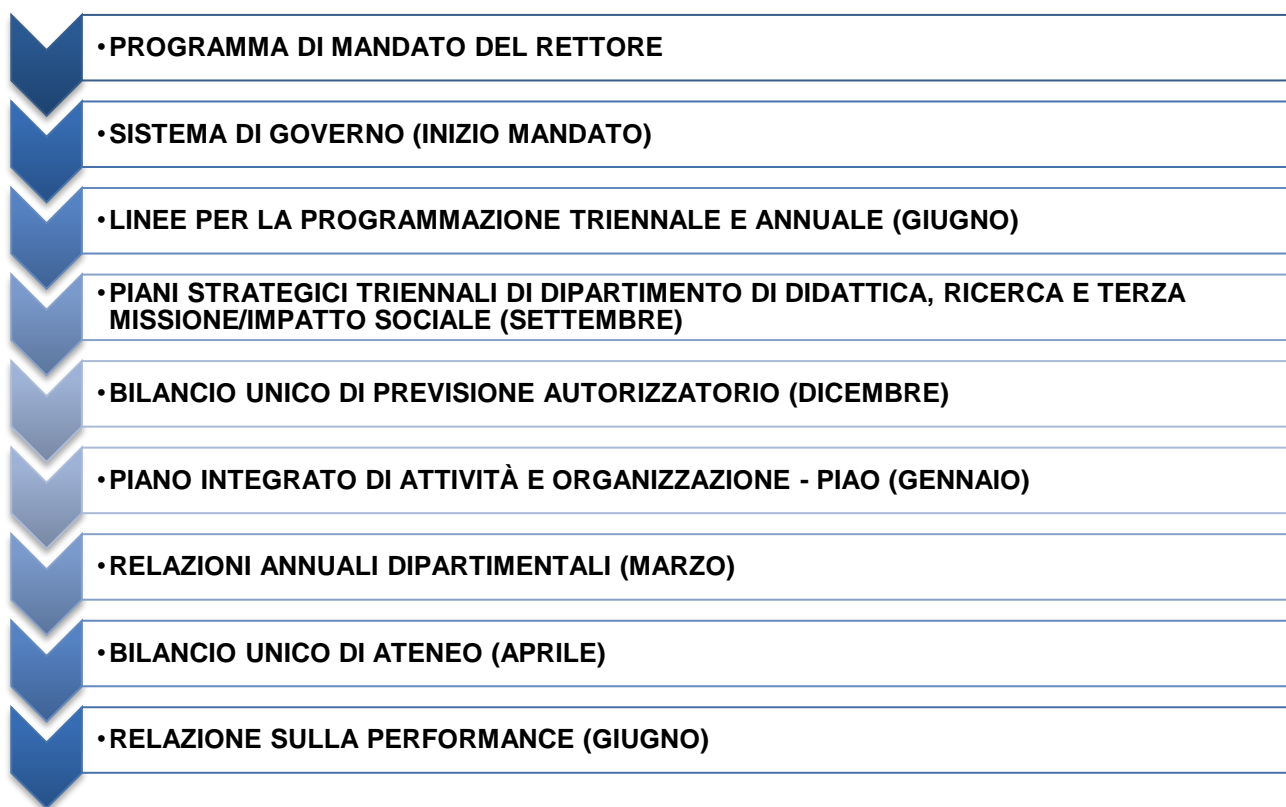 •PROGRAMMA DI MANDATO DEL RETTORE
•SISTEMA DI GOVERNO (INIZIO MANDATO)
•LINEE PER LA PROGRAMMAZIONE TRIENNALE E ANNUALE (GIUGNO)
•PIANI STRATEGICI TRIENNALI DI DIPARTIMENTO DI DIDATTICA, RICERCA E TERZA
MISSIONE/IMPATTO SOCIALE (SETTEMBRE)
•BILANCIO UNICO DI PREVISIONE AUTORIZZATORIO (DICEMBRE)
•PIANO INTEGRATO DI ATTIVITÀ E ORGANIZZAZIONE - PIAO (GENNAIO)
•RELAZIONI ANNUALI DIPARTIMENTALI (MARZO)
•BILANCIO UNICO DI ATENEO (APRILE)
•RELAZIONE SULLA PERFORMANCE (GIUGNO)